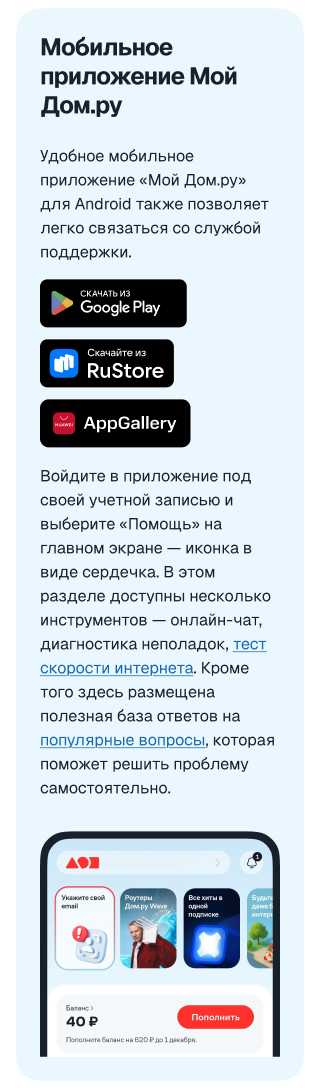 Мобильное
приложение Мой
Дом.ру
Удобное мобильное
приложение «Мой Дом.ру»
для Android также позволяет
легко связаться со службой
поддержки.
СКАЧАТЬ ИЗ
Google Play
Скачайте из
RuStore
HUAWEI
AppGallery
Войдите в приложение под
своей учетной записью и
выберите «Помощь» на
главном экране — иконка в
виде сердечка. В этом
разделе доступны несколько
инструментов — онлайн-чат,
диагностика неполадок, тест
скорости интернета. Кроме
того здесь размещена
полезная база ответов на
популярные вопросы, которая
поможет решить проблему
самостоятельно.
1
Укажите свой
email
Роутеры
Дом.ру Wave
Все хиты в
одной
подписке
Будьте
даже б
интерн
Баланс
40 ₽
Пополнить
Пополните баланс на 620 ₽ до 1 декабря.